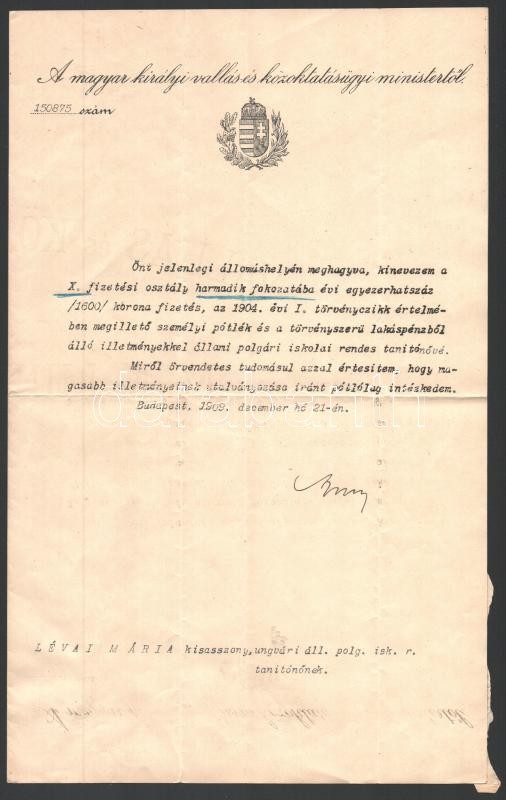 A magyar királyi vallás és közoktatásügyi ministertől.
150875 szám
Önt jelenlegi állomáshelyén meghagyva, kinevezem a
X. fizetési osztály harmadik fokozatába évi egyezerhatszáz
/1600/ korona fizetés, az 1904. évi I. törvényczikk értelmé-
ben megillető személyi pótlék és a törvényszerű lakáspénzből
álló illetményekkel állami polgári iskolai rendes tanitónővé.
Miről örvendetes tudomásul azzal értesitem, hogy ma-
gasabb illetményeinek utalványozása iránt pótlólag intézkedem.
Budapest, 1909. december hó 21-én.
LÉVAI MÁRIA kisasszony, ungvári áll. polg. isk. r.
tanitónőnek.